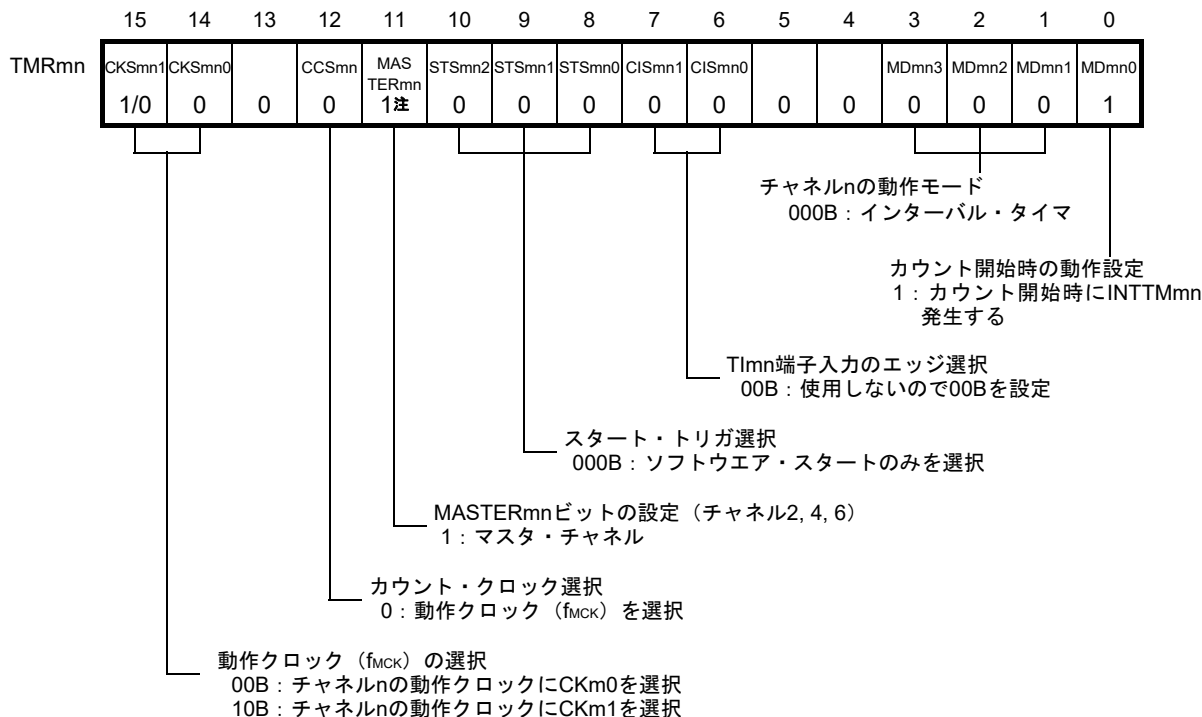 15 14 13 12 11 10 9 8 7 6 5 4 3 2 1 0
TMRmn CKSmn1 CKSmn0 CCSmn MAS TERmn STSmn2 STSmn1 STSmn0 CISmn1 CISmn0 MDmn3 MDmn2 MDmn1 MDmn0
1/0 0 0 0 1注 0 0 0 0 0 0 0 0 0 0 1
チャネルnの動作モード
000B：インターバル・タイマ
カウント開始時の動作設定
1：カウント開始時にINTTMmn
発生する
TImn端子入力のエッジ選択
00B：使用しないので00Bを設定
スタート・トリガ選択
000B：ソフトウエア・スタートのみを選択
MASTERmnビットの設定（チャネル2, 4, 6）
1：マスタ・チャネル
カウント・クロック選択
0：動作クロック（fMCK）を選択
動作クロック（fMCK）の選択
00B：チャネルnの動作クロックにCKm0を選択
10B：チャネルnの動作クロックにCKm1を選択